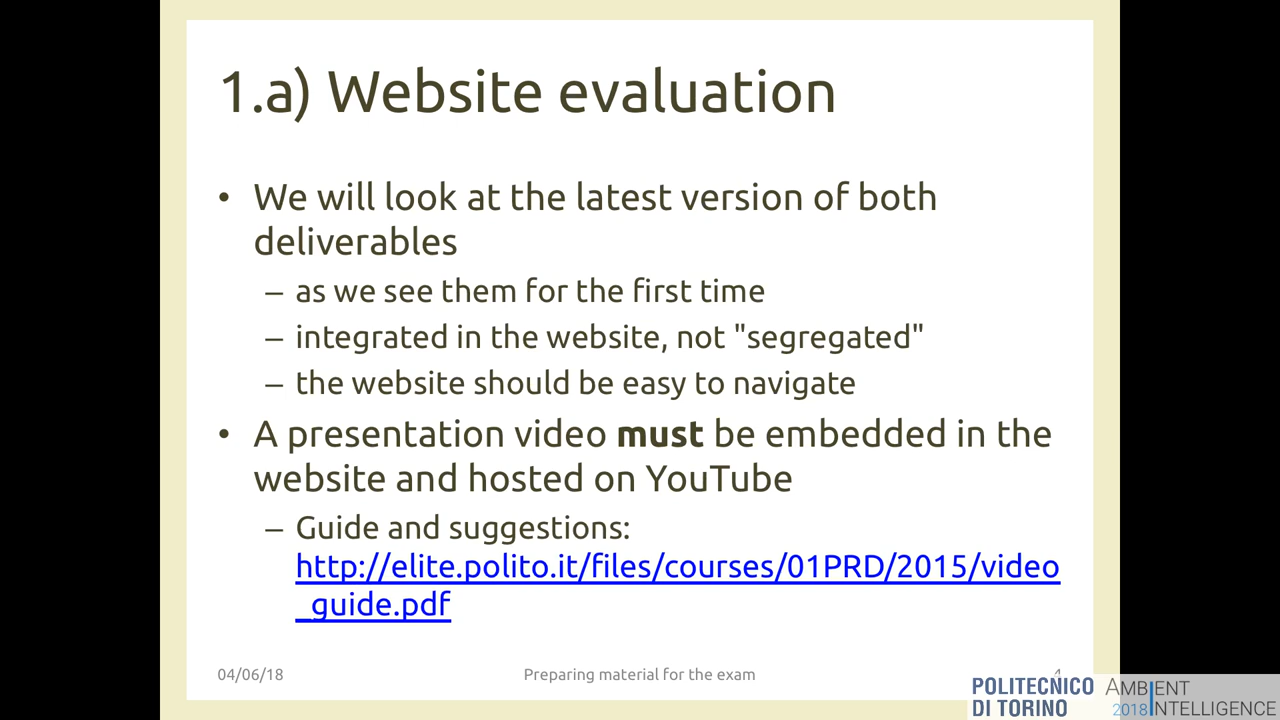 1.a) Website evaluation
• We will look at the latest version of both
deliverables
– as we see them for the first time
– integrated in the website, not "segregated"
– the website should be easy to navigate
• A presentation video must be embedded in the
website and hosted on YouTube
– Guide and suggestions:
http://elite.polito.it/files/courses/01PRD/2015/video
_guide.pdf
04/06/18
Preparing material for the exam
4
POLITECNICO
DI TORINO
AMBIENT
2018 INTELLIGENCE